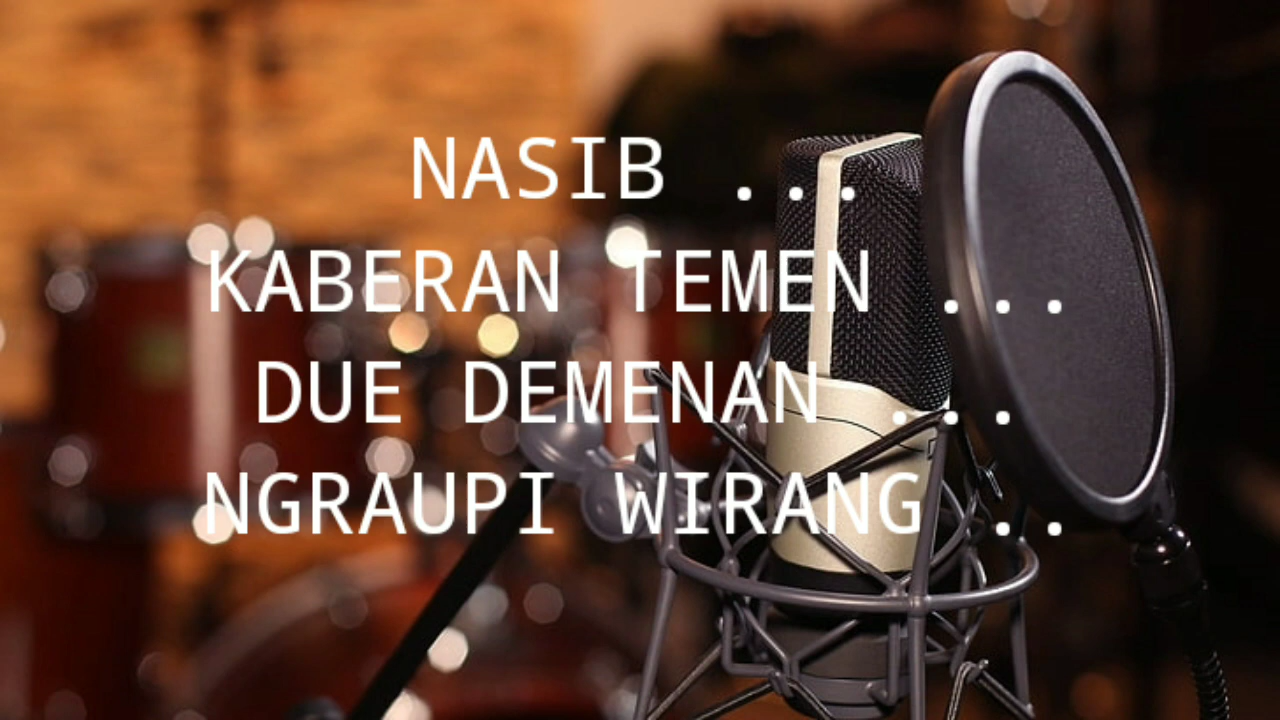 NASIB ...
KABERAN TEMEN ...
DUE DEMENAN ...
NGRAUPI WIRANG ..